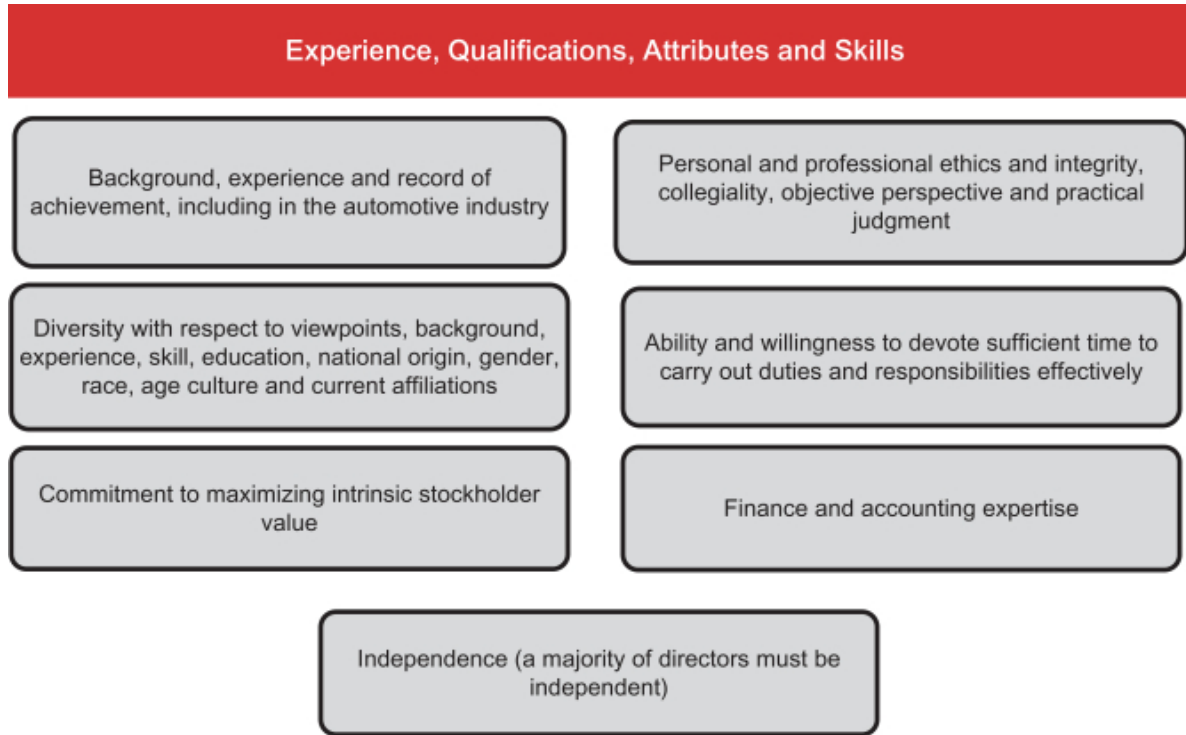 Experience, Qualifications, Attributes and Skills
Background, experience and record of
achievement, including in the automotive industry
Personal and professional ethics and integrity,
collegiality, objective perspective and practical
judgment
Diversity with respect to viewpoints, background,
experience, skill, education, national origin, gender,
race, age culture and current affiliations
Ability and willingness to devote sufficient time to
carry out duties and responsibilities effectively
Commitment to maximizing intrinsic stockholder
value
Finance and accounting expertise
Independence (a majority of directors must be
independent)